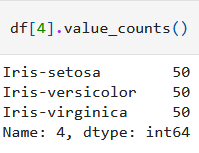 df[4].value_counts()
Iris-setosa        50
Iris-versicolor    50
Iris-virginica     50
Name: 4, dtype: int64